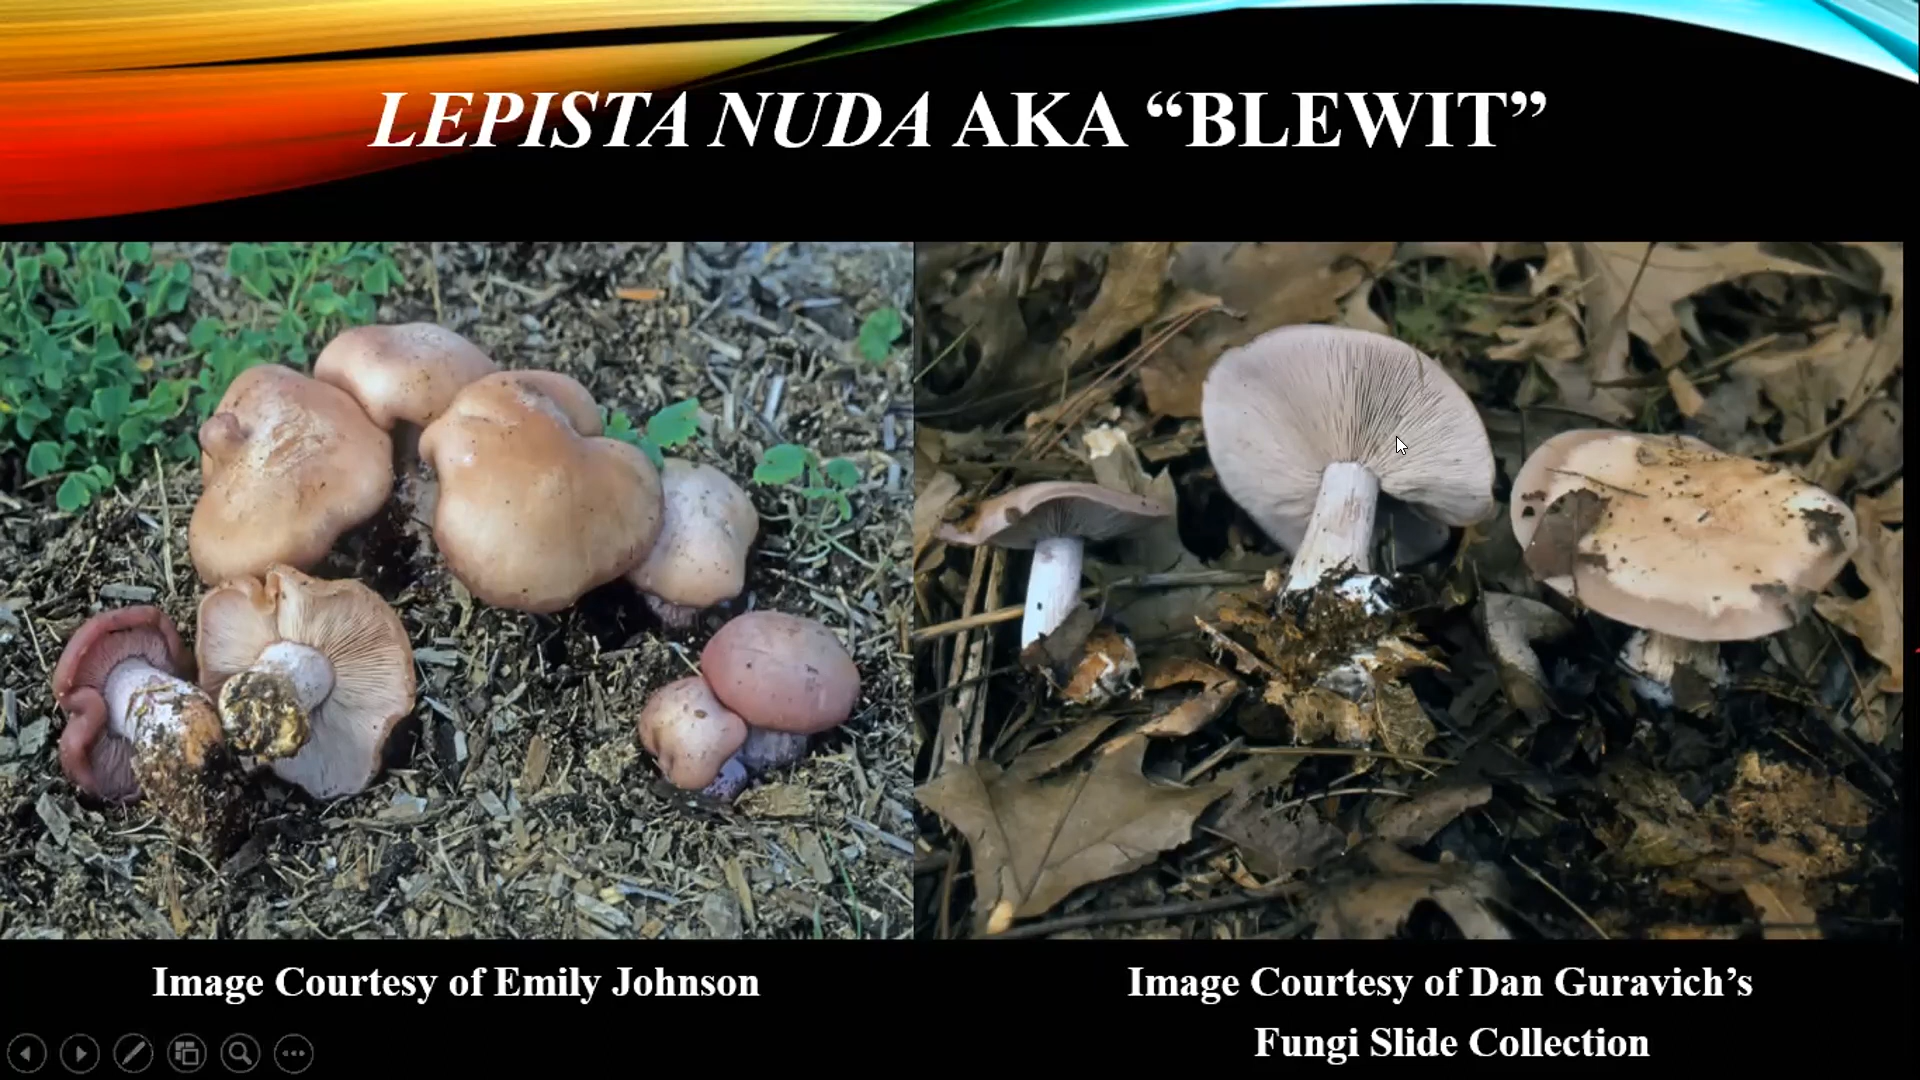 LEPISTA NUDA AKA “BLEWIT”
Image Courtesy of Emily Johnson
Image Courtesy of Dan Guravich’s
Fungi Slide Collection